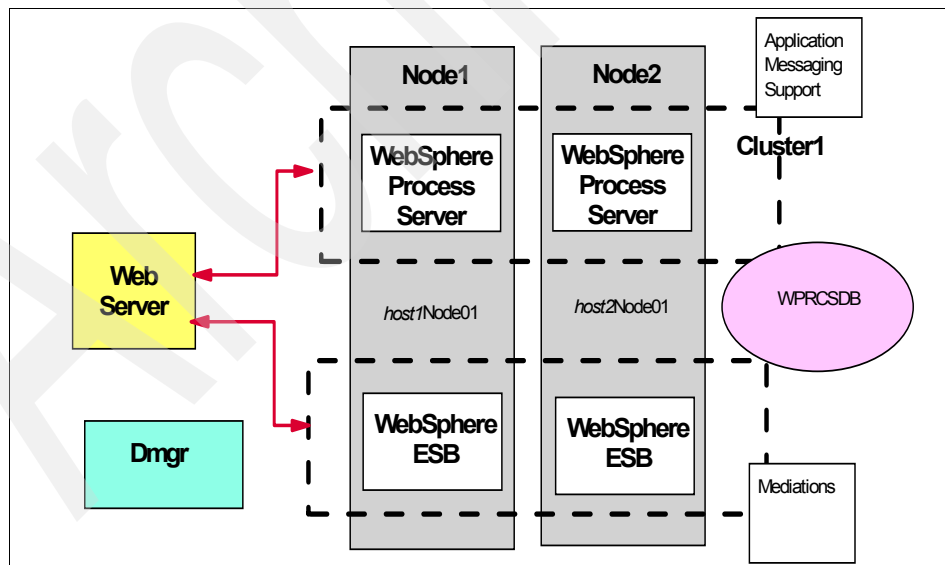 Node1
Node2
Application
Messaging
Support
Cluster1
WebSphere
Process
Server
WebSphere
Process
Server
Web
Server
host1Node01
host2Node01
WPRCSDB
WebSphere
ESB
WebSphere
ESB
Dmgr
Mediations